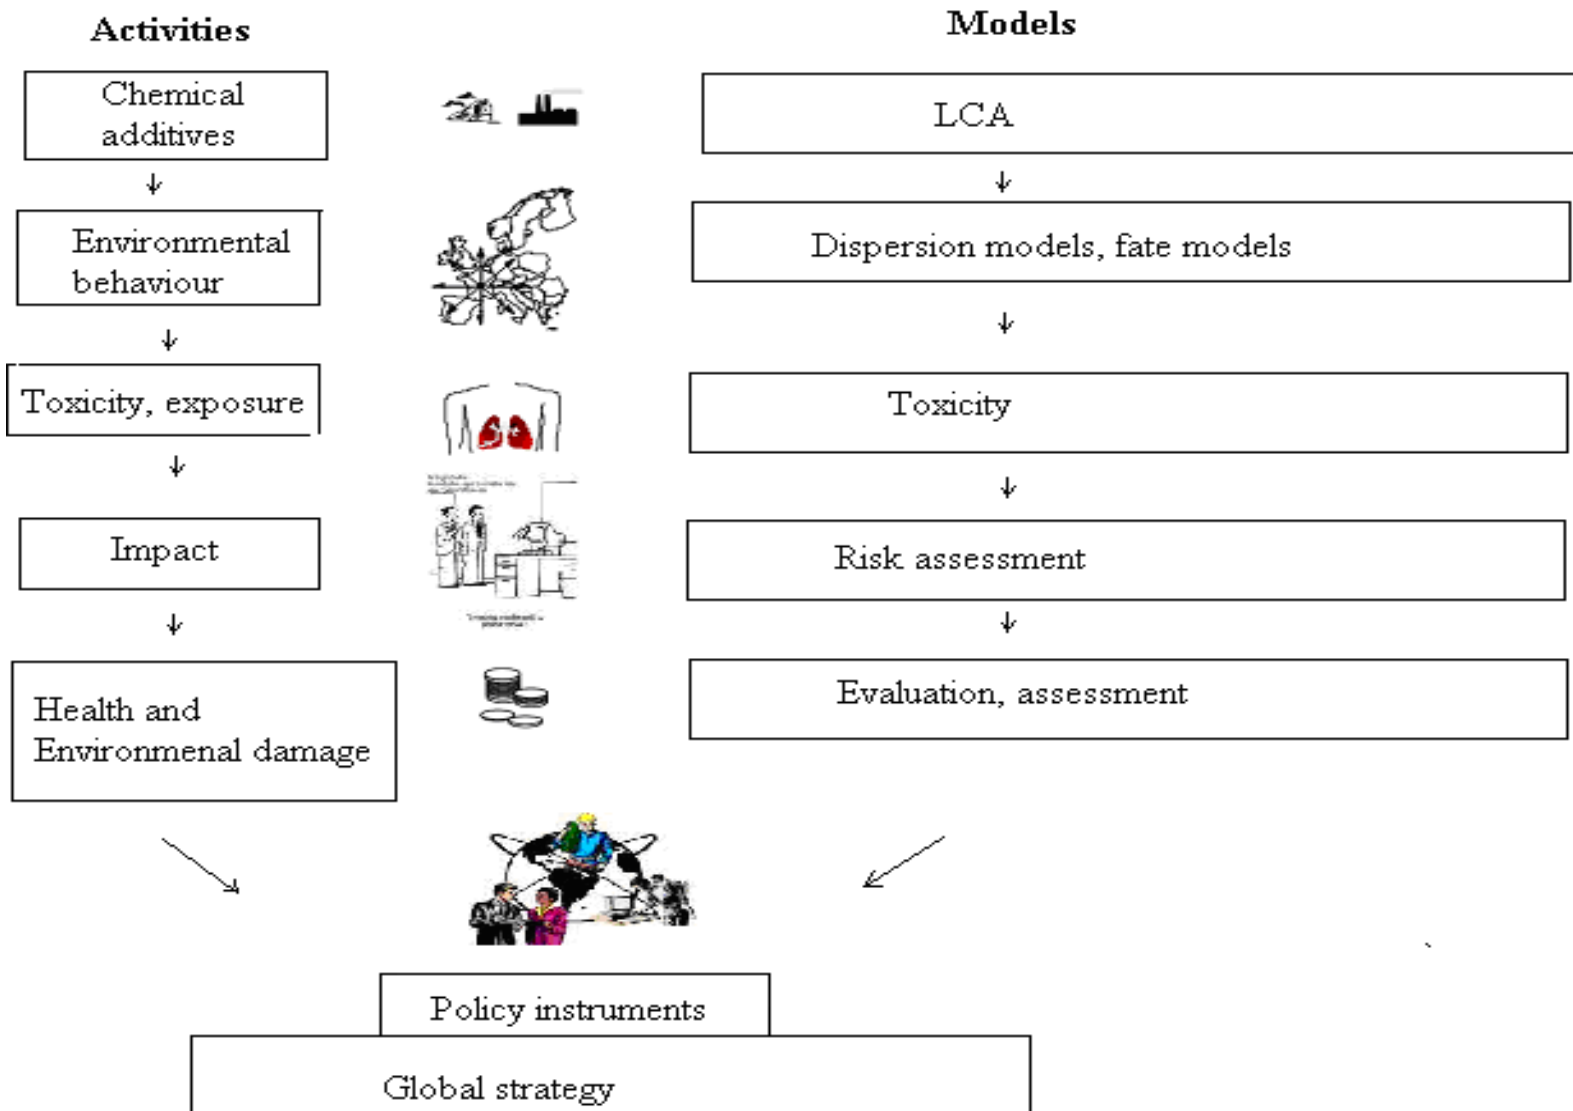 Activities
Models
Chemical
additives
LCA
Environmental
behaviour
Dispersion models, fate models
Toxicity, exposure
Toxicity
Impact
Risk assessment
Health and
Environmenal damage
Evaluation, assessment
Policy instruments
Global strategy